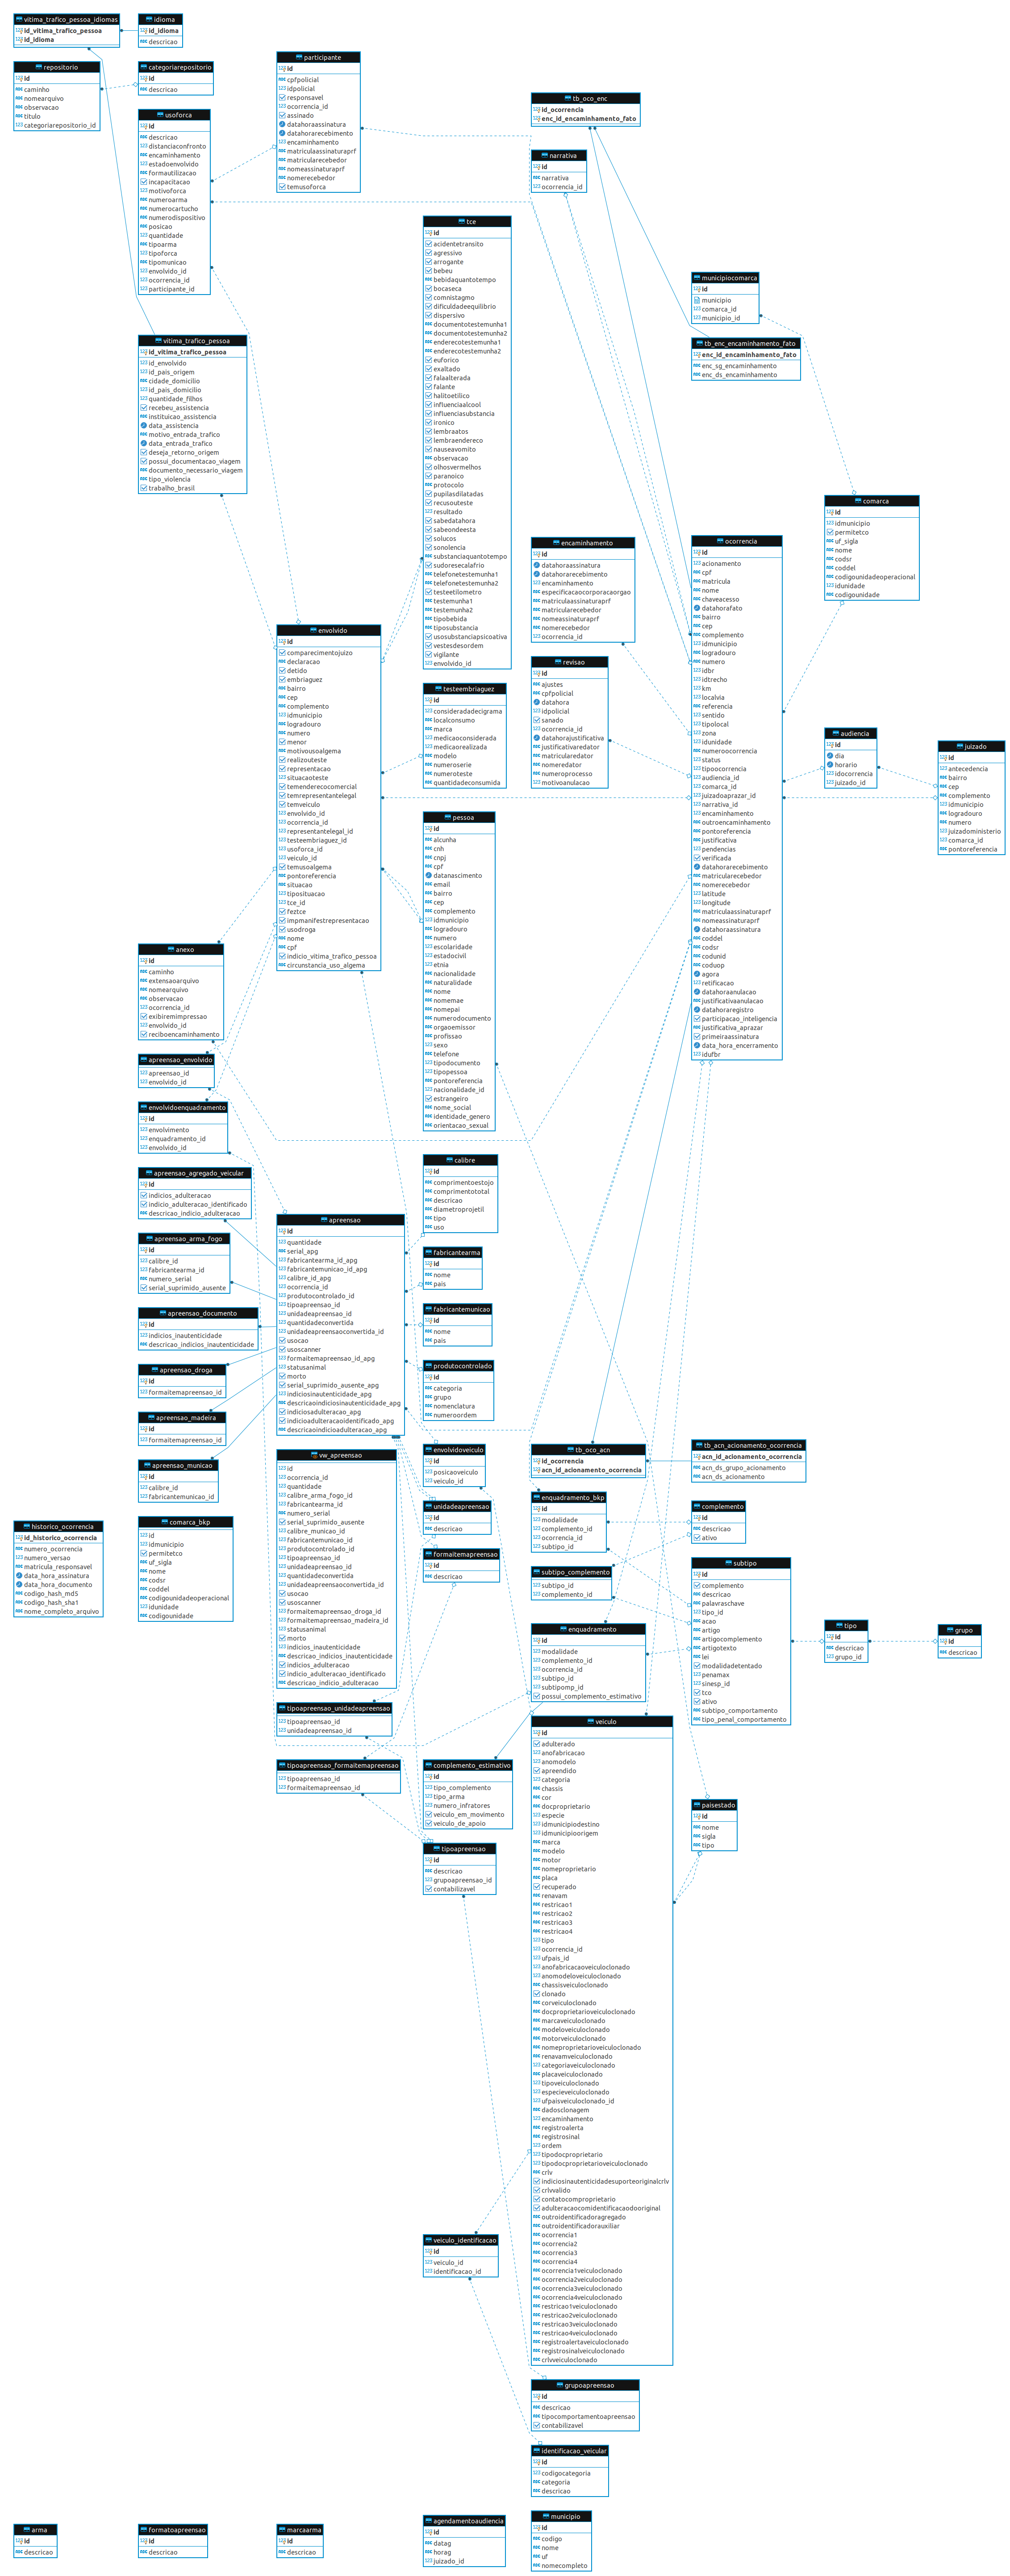 vitima_trafico_pessoa_idiomas
id_vitima_trafico_pessoa
id_idioma
idioma
id_idioma
descricao
repositorio
id
caminho
nomearquivo
observacao
titulo
categoriarepositorio_id
categoriarepositorio
id
descricao
usoforca
id
descricao
distanciaconfronto
encaminhamento
estadoenvolvido
formautilizacao
incapacitacao
motivoforca
numeroarma
numerocartucho
numerodispositivo
posicao
quantidade
tipoarma
tipoforca
tipomunicao
envolvido_id
ocorrencia_id
participante_id
participante
id
cpfpolicial
idpolicial
responsavel
ocorrencia_id
assinado
datahoraassinatura
datahorarecebimento
encaminhamento
matriculaassinaturaprf
matricularecebedor
nomeassinaturaprf
nomerecebedor
temusoforca
tb_oco_enc
id_ocorrencia
enc_id_encaminhamento_fato
narrativa
id
narrativa
ocorrencia_id
tce
id
acidentetransito
agressivo
arrogante
bebeu
bebidaquantotempo
bocaseca
comnistagmo
dificuldadeequilibrio
dispersivo
documentotestemunha1
documentotestemunha2
enderecotestemunha1
enderecotestemunha2
euforico
exaltado
falaalterada
falante
halitoetilico
influenciaalcool
influenciasubstancia
ironico
lembraatos
lembraendereco
nauseavomito
observacao
olhosvermelhos
paranoico
protocolo
pupilasdilatadas
recusouteste
resultado
sabedatahora
sabeondeesta
solucos
sonolencia
substanciaquantotempo
sudoresecalafrio
telefonetestemunha1
telefonetestemunha2
testeetilometro
testemunha1
testemunha2
tipobebida
tiposubstancia
usosubstanciapsicoativa
vestesdesordem
vigilante
envolvido_id
municipiocomarca
id
municipio
comarca_id
municipio_id
tb_enc_encaminhamento_fato
enc_id_encaminhamento_fato
enc_sg_encaminhamento
enc_ds_encaminhamento
vitima_trafico_pessoa
id_vitima_trafico_pessoa
id_envolvido
id_pais_origem
cidade_domicilio
id_pais_domicilio
quantidade_filhos
recebeu_assistencia
instituicao_assistencia
data_assistencia
motivo_entrada_trafico
data_entrada_trafico
deseja_retorno_origem
possui_documentacao_viagem
documento_necessario_viagem
tipo_violencia
trabalho_brasil
comarca
id
idmunicipio
permitetco
uf_sigla
nome
codsr
coddel
codigounidadeoperacional
idunidade
codigounidade
encaminhamento
id
datahoraassinatura
datahorarecebimento
encaminhamento
especificacaocorporacaorgao
matriculaassinaturaprf
matricularecebedor
nomeassinaturaprf
nomerecebedor
ocorrencia_id
ocorrencia
id
acionamento
cpf
matricula
nome
chaveacesso
datahorafato
bairro
cep
complemento
idmunicipio
logradouro
numero
idbr
idtrecho
km
localvia
referencia
sentido
tipolocal
zona
idunidade
numeroocorrencia
status
tipoocorrencia
audiencia_id
comarca_id
juizadoaprazar_id
narrativa_id
encaminhamento
outroencaminhamento
pontoreferencia
justificativa
pendencias
verificada
datahorarecebimento
matricularecebedor
nomerecebedor
latitude
longitude
matriculaassinaturaprf
nomeassinaturaprf
datahoraassinatura
coddel
codsr
codunid
coduop
agora
retificacao
datahoraanulacao
justificativaanulacao
datahoraregistro
participacao_inteligencia
justificativa_aprazar
primeiraassinatura
data_hora_encerramento
idufbr
envolvido
id
comparecimentojuizo
declaracao
detido
embriaguez
bairro
cep
complemento
idmunicipio
logradouro
numero
menor
motivousoalgema
realizouteste
representacao
situacaoteste
temenderecocomercial
temrepresentantelegal
temveiculo
envolvido_id
ocorrencia_id
representantelegal_id
testeembriaguez_id
usoforca_id
veiculo_id
temusoalgema
pontoreferencia
situacao
tiposituacao
tce_id
feztce
impmanifestrepresentacao
usodroga
nome
cpf
indicio_vitima_trafico_pessoa
circunstancia_uso_algema
revisao
id
ajustes
cpfpolicial
datahora
idpolicial
sanado
ocorrencia_id
datahorajustificativa
justificativaredator
matricularedator
nomeredator
numeroprocesso
motivoanulacao
testeembriaguez
id
consideradadecigrama
localconsumo
marca
medicaoconsiderada
medicaorealizada
modelo
numeroserie
numeroteste
quantidadeconsumida
audiencia
id
dia
horario
idocorrencia
juizado_id
juizado
id
antecedencia
bairro
cep
complemento
idmunicipio
logradouro
numero
juizadoministerio
comarca_id
pontoreferencia
pessoa
id
alcunha
cnh
cnpj
cpf
datanascimento
email
bairro
cep
complemento
idmunicipio
logradouro
numero
escolaridade
estadocivil
etnia
nacionalidade
naturalidade
nome
nomemae
nomepai
numerodocumento
orgaoemissor
profissao
sexo
telefone
tipodocumento
tipopessoa
pontoreferencia
nacionalidade_id
estrangeiro
nome_social
identidade_genero
orientacao_sexual
anexo
id
caminho
extensaoarquivo
nomearquivo
observacao
ocorrencia_id
exibiremimpressao
envolvido_id
reciboencaminhamento
apreensao_envolvido
apreensao_id
envolvido_id
envolvidoenquadramento
id
envolvimento
enquadramento_id
envolvido_id
apreensao_agregado_veicular
id
indicios_adulteracao
indicio_adulteracao_identificado
descricao_indicio_adulteracao
apreensao_arma_fogo
id
calibre_id
fabricantearma_id
numero_serial
serial_suprimido_ausente
apreensao_documento
id
indicios_inautenticidade
descricao_indicios_inautenticidade
apreensao_droga
id
formaitemapreensao_id
apreensao_madeira
id
formaitemapreensao_id
apreensao_municao
id
calibre_id
fabricantemunicao_id
apreensao
id
quantidade
serial_apg
fabricantearma_id_apg
fabricantemunicao_id_apg
calibre_id_apg
ocorrencia_id
produtocontrolado_id
tipoapreensao_id
unidadeapreensao_id
quantidadeconvertida
unidadeapreensaoconvertida_id
usocao
usoscanner
formaitemapreensao_id_apg
statusanimal
morto
serial_suprimido_ausente_apg
indiciosinautenticidade_apg
descricaoindiciosinautenticidade_apg
indiciosadulteracao_apg
indicioadulteracaoidentificado_apg
descricaoindicioadulteracao_apg
calibre
id
comprimentoestojo
comprimentototal
descricao
diametroprojetil
tipo
uso
fabricantearma
id
nome
pais
fabricantemunicao
id
nome
pais
produtocontrolado
id
categoria
grupo
nomenclatura
numeroordem
envolvidoveiculo
id
posicaoveiculo
veiculo_id
unidadeapreensao
id
descricao
formaitemapreensao
id
descricao
historico_ocorrencia
id_historico_ocorrencia
numero_ocorrencia
numero_versao
matricula_responsavel
data_hora_assinatura
data_hora_documento
codigo_hash_md5
codigo_hash_sha1
nome_completo_arquivo
comarca_bkp
id
idmunicipio
permitetco
uf_sigla
nome
codsr
coddel
codigounidadeoperacional
idunidade
codigounidade
vw_apreensao
id
ocorrencia_id
quantidade
calibre_arma_fogo_id
fabricantearma_id
numero_serial
serial_suprimido_ausente
calibre_municao_id
fabricantemunicao_id
produtocontrolado_id
tipoapreensao_id
unidadeapreensao_id
quantidadeconvertida
unidadeapreensaoconvertida_id
usocao
usoscanner
formaitemapreensao_droga_id
formaitemapreensao_madeira_id
statusanimal
morto
indicios_inautenticidade
descricao_indicios_inautenticidade
indicios_adulteracao
indicio_adulteracao_identificado
descricao_indicio_adulteracao
tipoapreensao_unidadeapreensao
tipoapreensao_id
unidadeapreensao_id
tipoapreensao_formaitemapreensao
tipoapreensao_id
formaitemapreensao_id
tb_oco_acn
id_ocorrencia
acn_id_acionamento_ocorrencia
tb_acn_acionamento_ocorrencia
acn_id_acionamento_ocorrencia
acn_ds_grupo_acionamento
acn_ds_acionamento
enquadramento_bkp
id
modalidade
complemento_id
ocorrencia_id
subtipo_id
complemento
id
descricao
ativo
subtipo_complemento
subtipo_id
complemento_id
subtipo
id
complemento
descricao
palavraschave
tipo_id
acao
artigo
artigocomplemento
artigotexto
lei
modalidadetentado
penamax
sinesp_id
tco
ativo
subtipo_comportamento
tipo_penal_comportamento
tipo
id
descricao
grupo_id
grupo
id
descricao
enquadramento
id
modalidade
complemento_id
ocorrencia_id
subtipo_id
subtipomp_id
possui_complemento_estimativo
complemento_estimativo
id
tipo_complemento
tipo_arma
numero_infratores
veiculo_em_movimento
veiculo_de_apoio
tipoapreensao
id
descricao
grupoapreensao_id
contabilizavel
paisestado
id
nome
sigla
tipo
veiculo
id
adulterado
anofabricacao
anomodelo
apreendido
categoria
chassis
cor
docproprietario
especie
idmunicipiodestino
idmunicipioorigem
marca
modelo
motor
nomeproprietario
placa
recuperado
renavam
restricao1
restricao2
restricao3
restricao4
tipo
ocorrencia_id
ufpais_id
anofabricacaoveiculoclonado
anomodeloveiculoclonado
chassisveiculoclonado
clonado
corveiculoclonado
docproprietarioveiculoclonado
marcaveiculoclonado
modeloveiculoclonado
motorveiculoclonado
nomeproprietarioveiculoclonado
renavamveiculoclonado
categoriaveiculoclonado
placaveiculoclonado
tipoveiculoclonado
especieveiculoclonado
ufpaisveiculoclonado_id
dadosclonagem
encaminhamento
registroalerta
registrosinal
ordem
tipodocproprietario
tipodocproprietarioveiculoclonado
crlv
indiciosinautenticidadesuporteoriginalcrlv
crlvvalido
contatocomproprietario
adulteracaocomidentificacaodooriginal
outroidentificadoragregado
outroidentificadorauxiliar
ocorrencia1
ocorrencia2
ocorrencia3
ocorrencia4
ocorrencia1veiculoclonado
ocorrencia2veiculoclonado
ocorrencia3veiculoclonado
ocorrencia4veiculoclonado
restricao1veiculoclonado
restricao2veiculoclonado
restricao3veiculoclonado
restricao4veiculoclonado
registroalertaveiculoclonado
registrosinalveiculoclonado
crlvveiculoclonado
veiculo_identificacao
id
veiculo_id
identificacao_id
grupoapreensao
id
descricao
tipocomportamentoapreensao
contabilizavel
identificacao_veicular
id
codigocategoria
categoria
descricao
arma
id
descricao
formatoapreensao
id
descricao
marcaarma
id
descricao
agendamentoaudiencia
id
datag
horag
juizado_id
municipio
id
codigo
nome
uf
nomecompleto